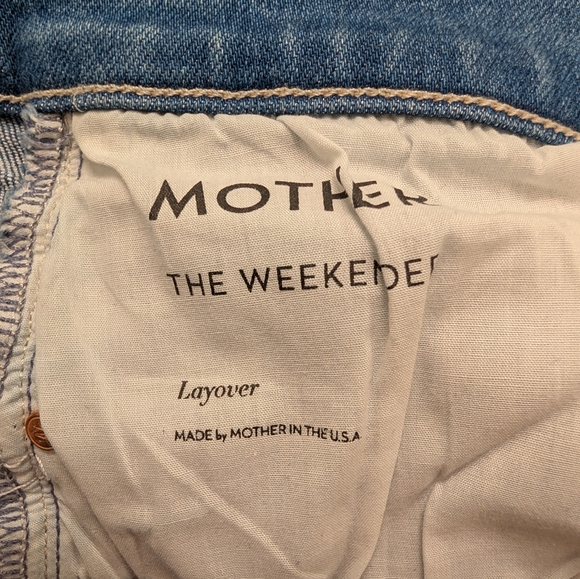 MOTHER
THE WEEKENDER
Layover
MADE by MOTHER IN THE U.S.A